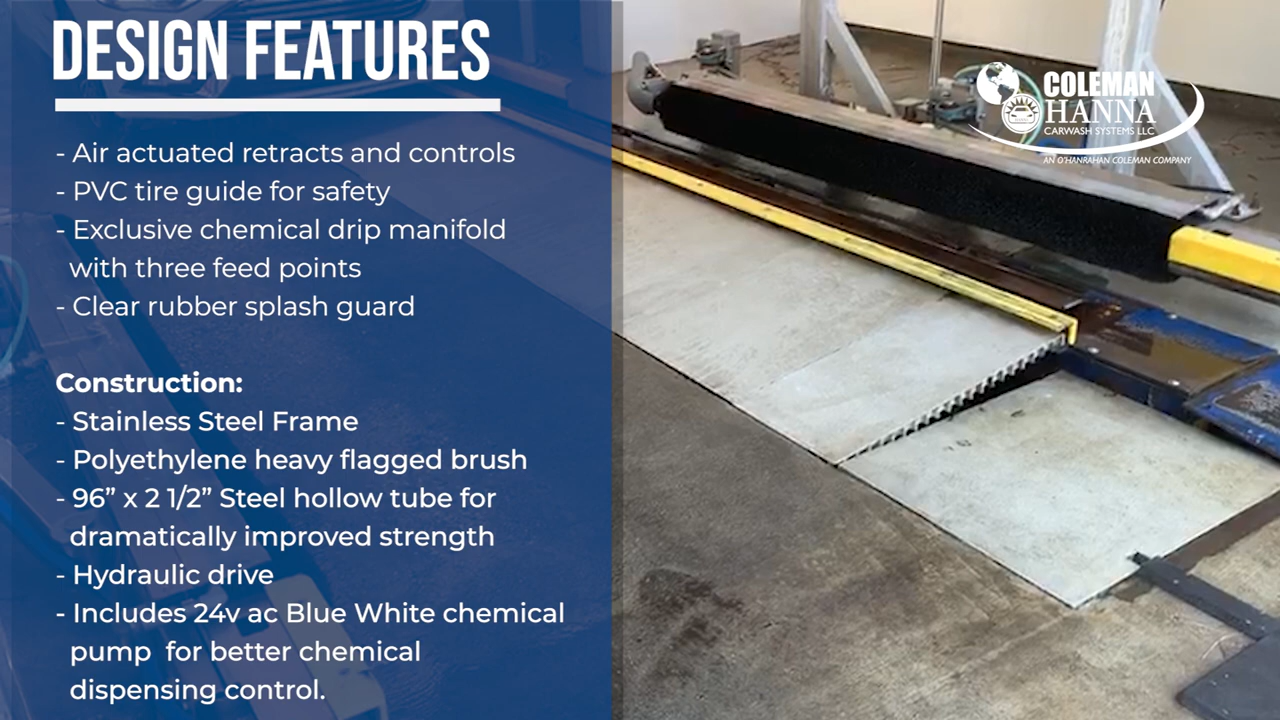 DESIGN FEATURES
- Air actuated retracts and controls
- PVC tire guide for safety
- Exclusive chemical drip manifold
with three feed points
- Clear rubber splash guard
Construction:
- Stainless Steel Frame
- Polyethylene heavy flagged brush
- 96” x 2 1/2” Steel hollow tube for
dramatically improved strength
- Hydraulic drive
- Includes 24v ac Blue White chemical
pump  for better chemical
dispensing control.
COLEMAN
HANNA
CARWASH SYSTEMS LLC
AN O'HANRAHAN COLEMAN COMPANY